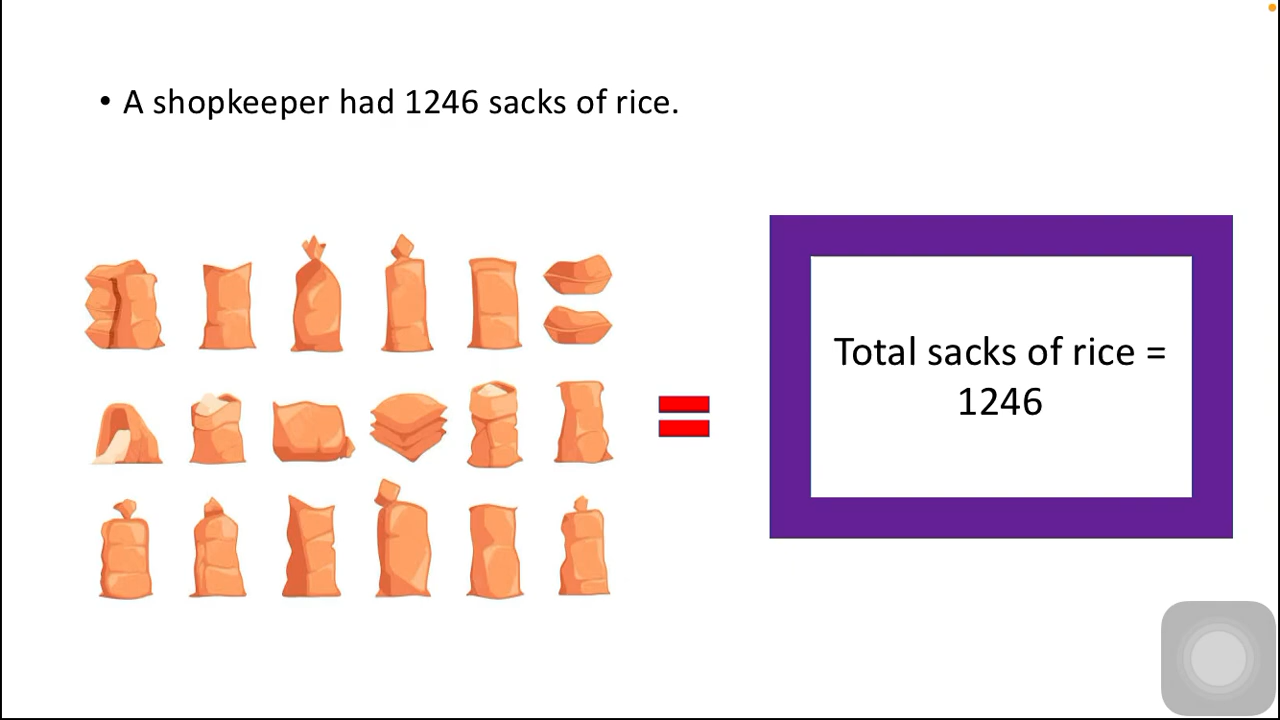 • A shopkeeper had 1246 sacks of rice.
Total sacks of rice =
1246